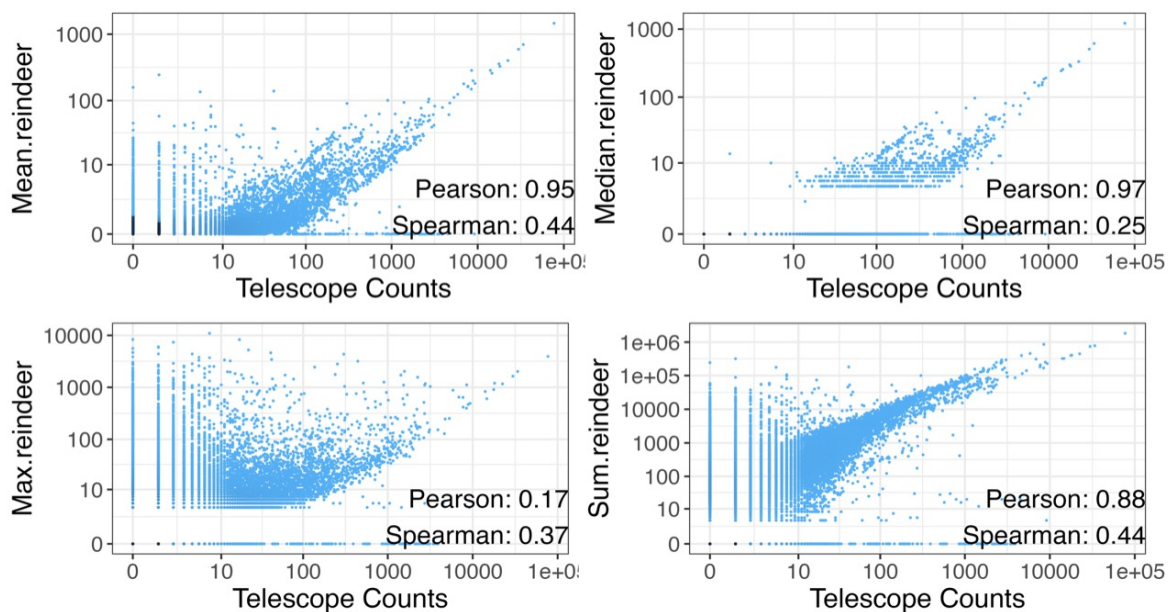 Mean.reindeer
1000
100
10
0
Pearson: 0.95
Spearman: 0.44
0 10 100 1000 10000 1e+05
Telescope Counts
Median.reindeer
1000
100
10
0
Pearson: 0.97
Spearman: 0.25
0 10 100 1000 10000 1e+05
Telescope Counts
Max.reindeer
10000
1000
100
10
0
Pearson: 0.17
Spearman: 0.37
0 10 100 1000 10000 1e+05
Telescope Counts
Sum.reindeer
1e+06
1e+05
10000
1000
100
10
0
Pearson: 0.88
Spearman: 0.44
0 10 100 1000 10000 1e+05
Telescope Counts